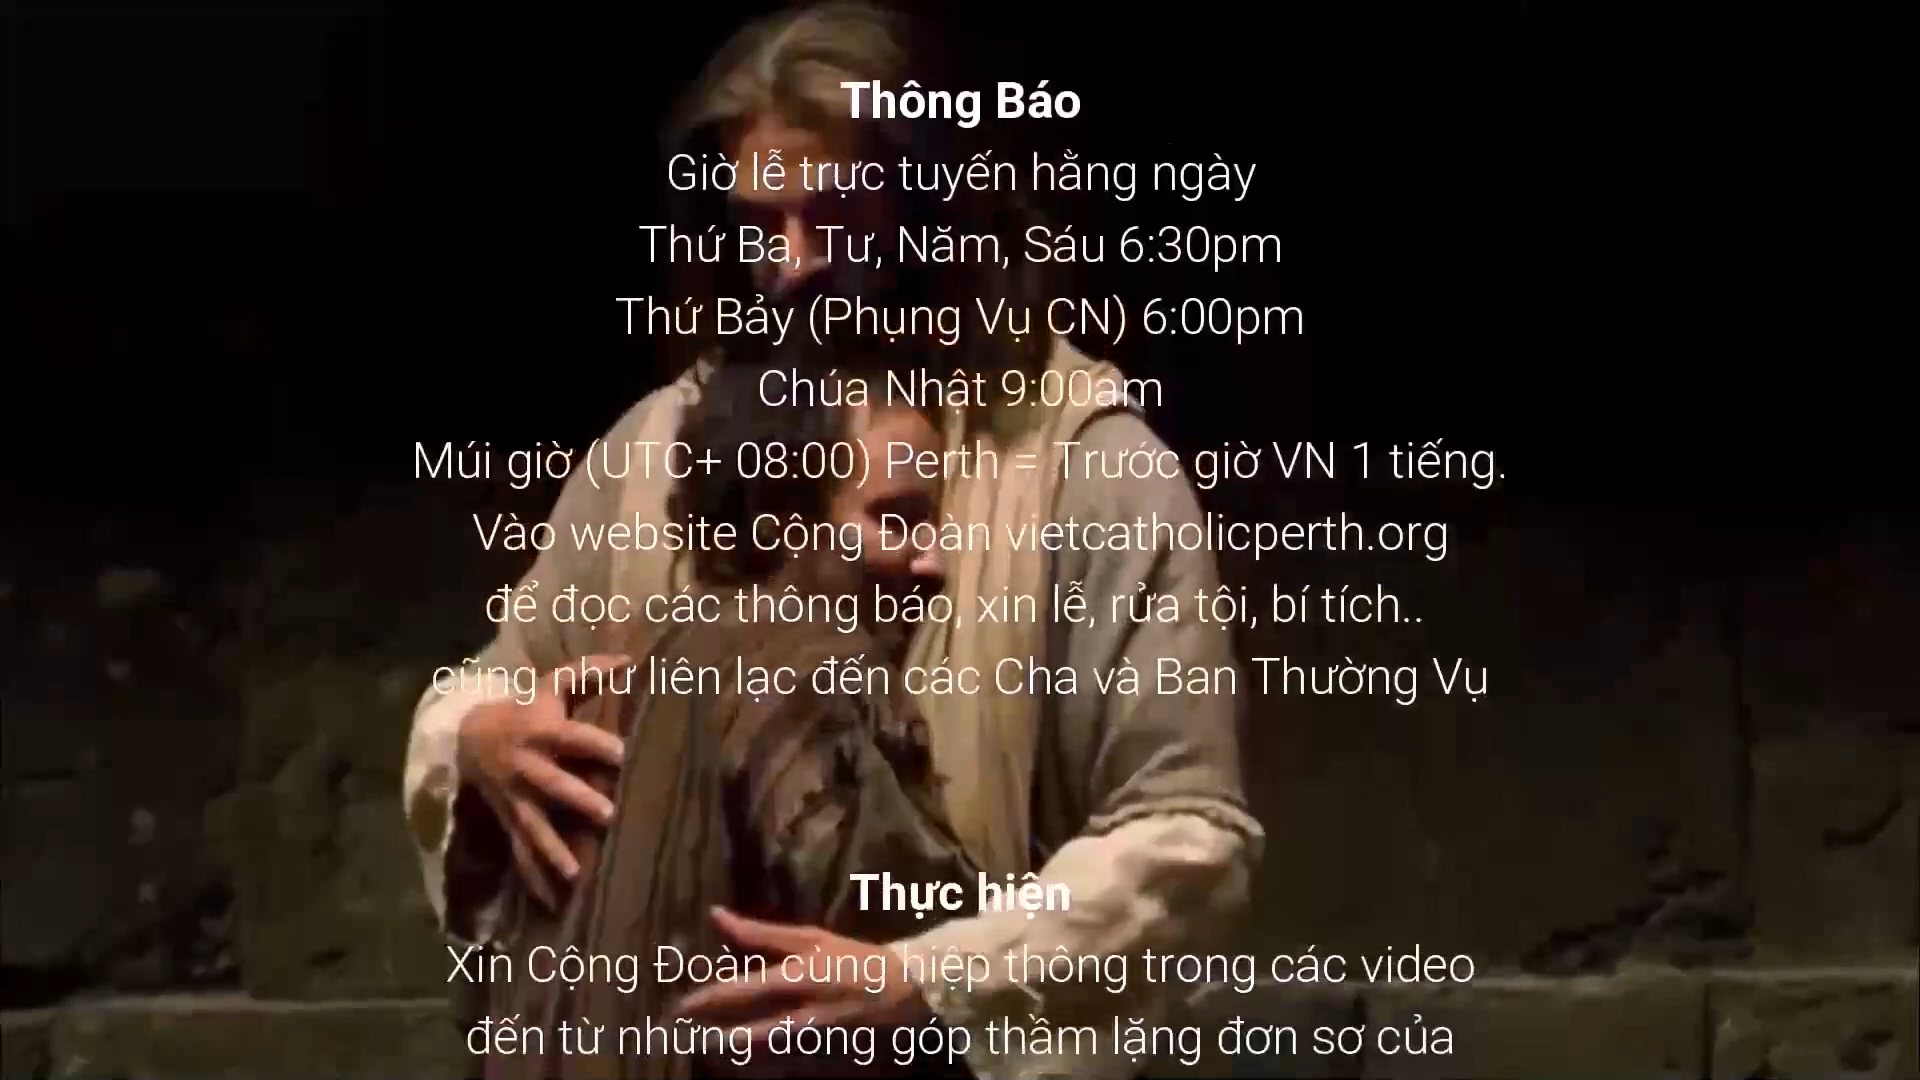 Thông Báo
Giờ lễ trực tuyến hằng ngày
Thứ Ba, Tư, Năm, Sáu 6:30pm
Thứ Bảy (Phụng Vụ CN) 6:00pm
Chúa Nhật 9:00am
Múi giờ (UTC+ 08:00) Perth = Trước giờ VN 1 tiếng.
Vào website Cộng Đoàn vietcatholicperth.org
để đọc các thông báo, xin lễ, rửa tội, bí tích..
cũng như liên lạc đến các Cha và Ban Thường Vụ
Thực hiện
Xin Cộng Đoàn cùng hiệp thông trong các video
đến từ những đóng góp thầm lặng đơn sơ của